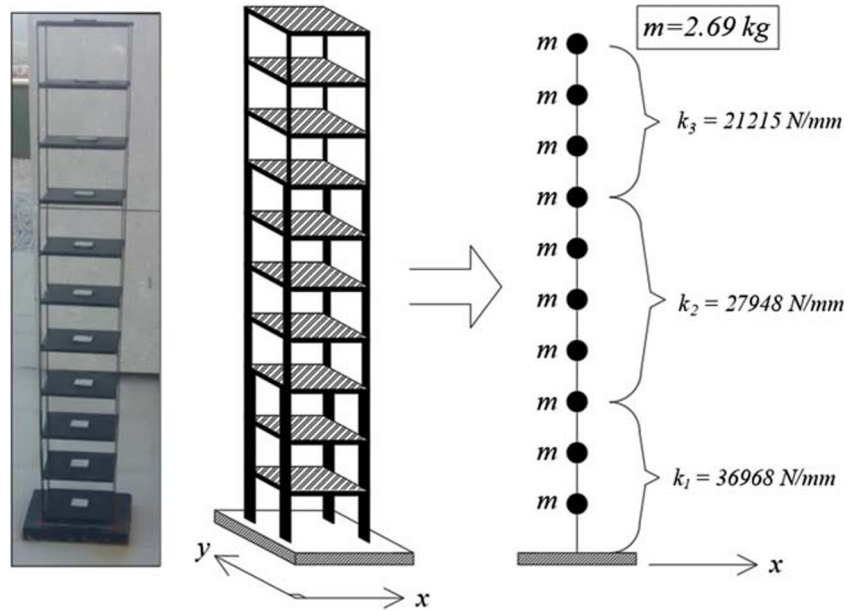 m=2.69 kg
m
m
m
k3 = 21215 N/mm
m
m
m
k2 = 27948 N/mm
m
m
m
k1 = 36968 N/mm
m
y
x
x